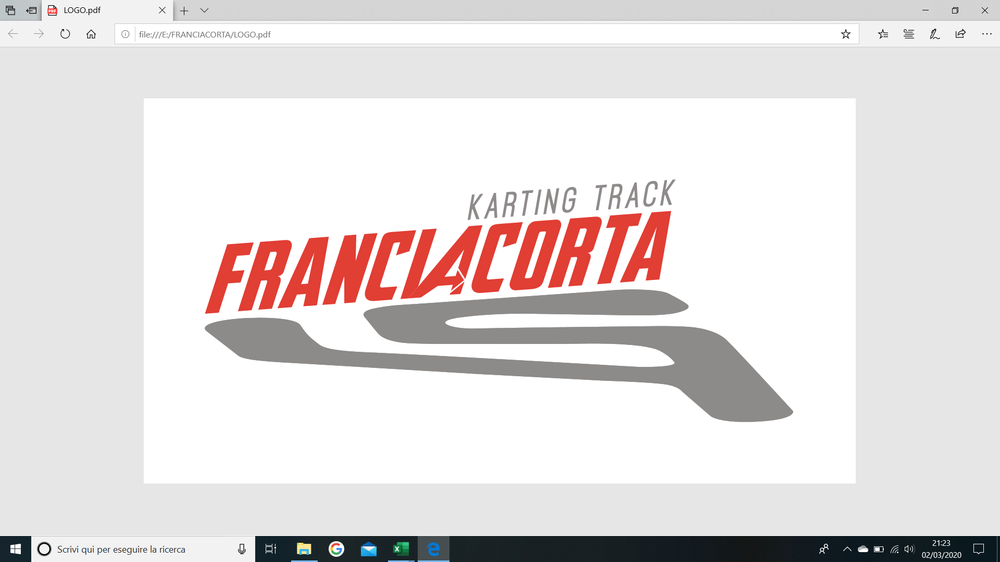 LOGO.pdf
file:///E:/FRANCIACORTA/LOGO.pdf
KARTING TRACK
FRANCIACORTA
Scrivi qui per eseguire la ricerca
21:23
02/03/2020